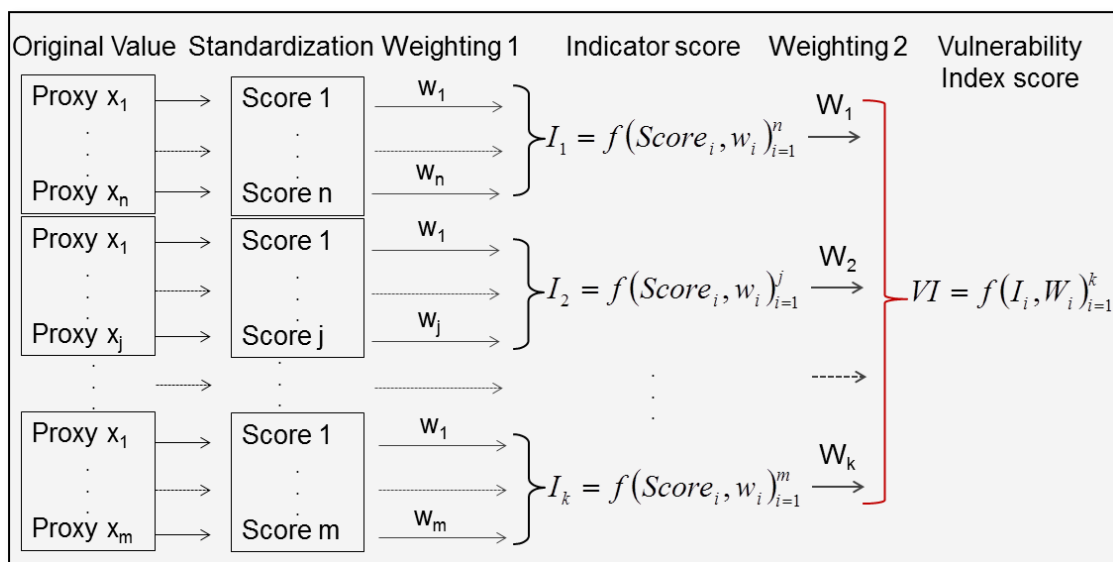 Original Value Standardization Weighting 1 Indicator score Weighting 2 Vulnerability Index score
Proxy x₁ Score 1 w₁
W₁
I₁ = f(Scoreᵢ, wᵢ)ⁿᵢ₌₁
Proxy xₙ Score n wₙ
Proxy x₁ Score 1 w₁
W₂
I₂ = f(Scoreᵢ, wᵢ)ʲᵢ₌₁ VI = f(Iᵢ, Wᵢ)ᵏᵢ₌₁
Proxy xⱼ Score j wⱼ
Proxy x₁ Score 1 w₁
Wₖ
Iₖ = f(Scoreᵢ, wᵢ)ᵐᵢ₌₁
Proxy xₘ Score m wₘ